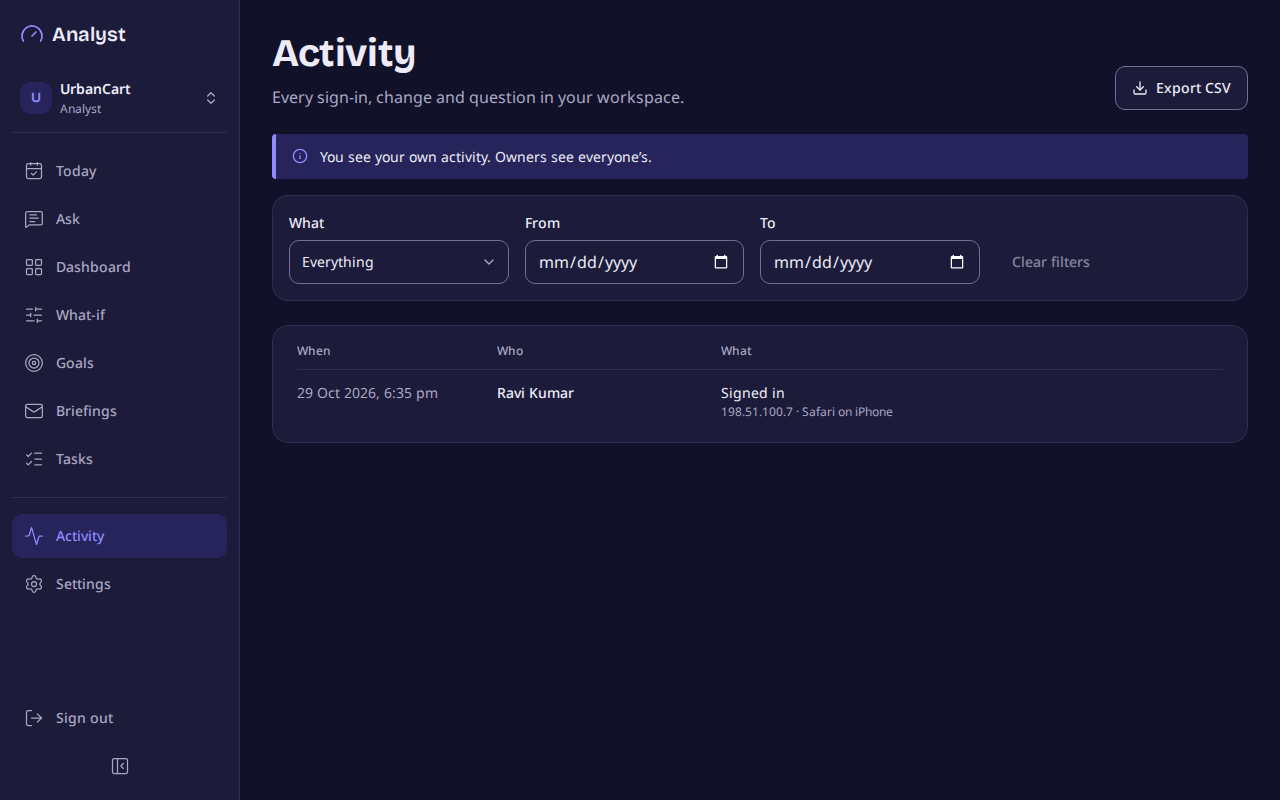 Analyst
U
UrbanCart
Analyst
Today
Ask
Dashboard
What-if
Goals
Briefings
Tasks
Activity
Settings
Sign out
Activity
Every sign-in, change and question in your workspace.
Export CSV
You see your own activity. Owners see everyone’s.
What
From
To
Everything
mm/dd/yyyy
mm/dd/yyyy
Clear filters
When
Who
What
29 Oct 2026, 6:35 pm
Ravi Kumar
Signed in
198.51.100.7 · Safari on iPhone